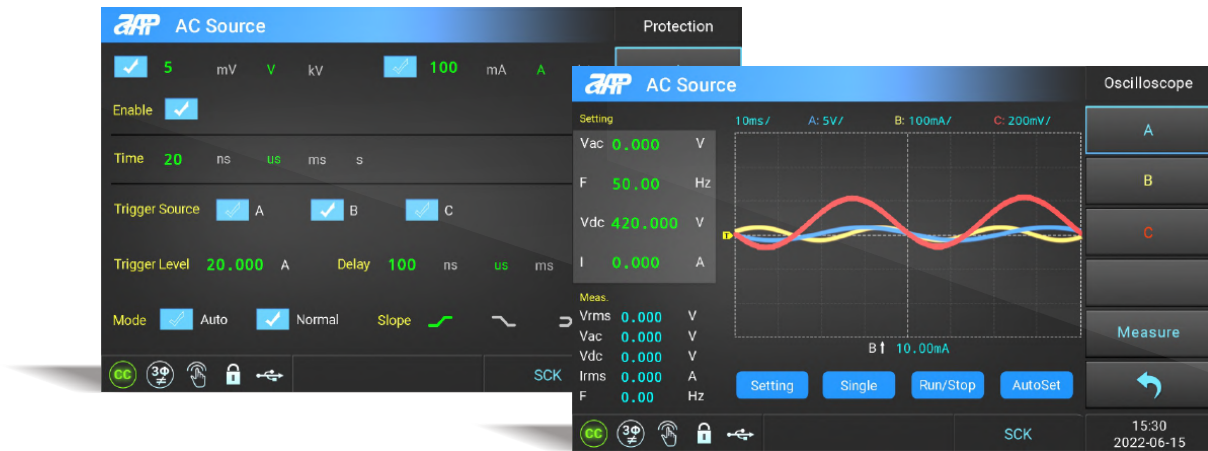 AC Source
Protection
5 mV V kV 100 mA A
Enable
Time 20 ns us ms s
Trigger Source A B C
Trigger Level 20.000 A Delay 100 ns us ms
Mode Auto Normal Slope
CC 3Φ SCK
AC Source
Oscilloscope
Setting
10ms/ A: 5V/ B: 100mA/ C: 200mV/
Vac 0.000 V
F 50.00 Hz
Vdc 420.000 V
I 0.000 A
A
B
C
T
Meas.
Vrms 0.000 V
Vac 0.000 V
Vdc 0.000 V
Irms 0.000 A
F 0.00 Hz
B↑ 10.00mA
Measure
Setting Single Run/Stop AutoSet
CC 3Φ SCK
15:30
2022-06-15